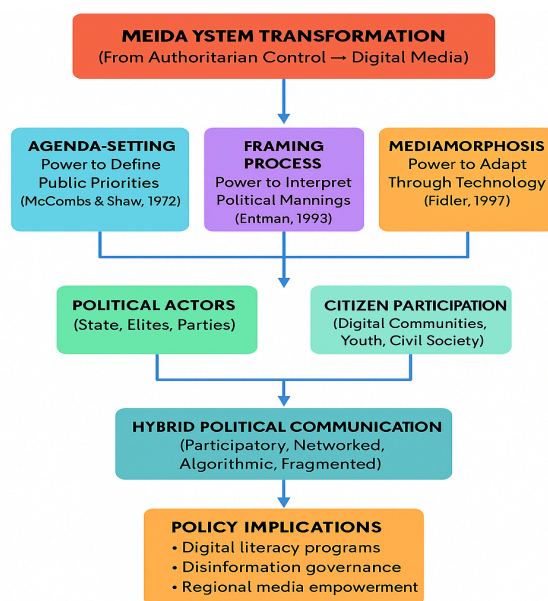 MEIDA YSTEM TRANSFORMATION
(From Authoritarian Control → Digital Media)
AGENDA-SETTING
Power to Define
Public Priorities
(McCombs & Shaw, 1972)
FRAMING
PROCESS
Power to Interpret
Political Mannings
(Entman, 1993)
MEDIAMORPHOSIS
Power to Adapt
Through Technology
(Fidler, 1997)
POLITICAL ACTORS
(State, Elites, Parties)
CITIZEN PARTICIPATION
(Digital Communities,
Youth, Civil Society)
HYBRID POLITICAL COMMUNICATION
(Participatory, Networked,
Algorithmic, Fragmented)
POLICY IMPLICATIONS
• Digital literacy programs
• Disinformation governance
• Regional media empowerment